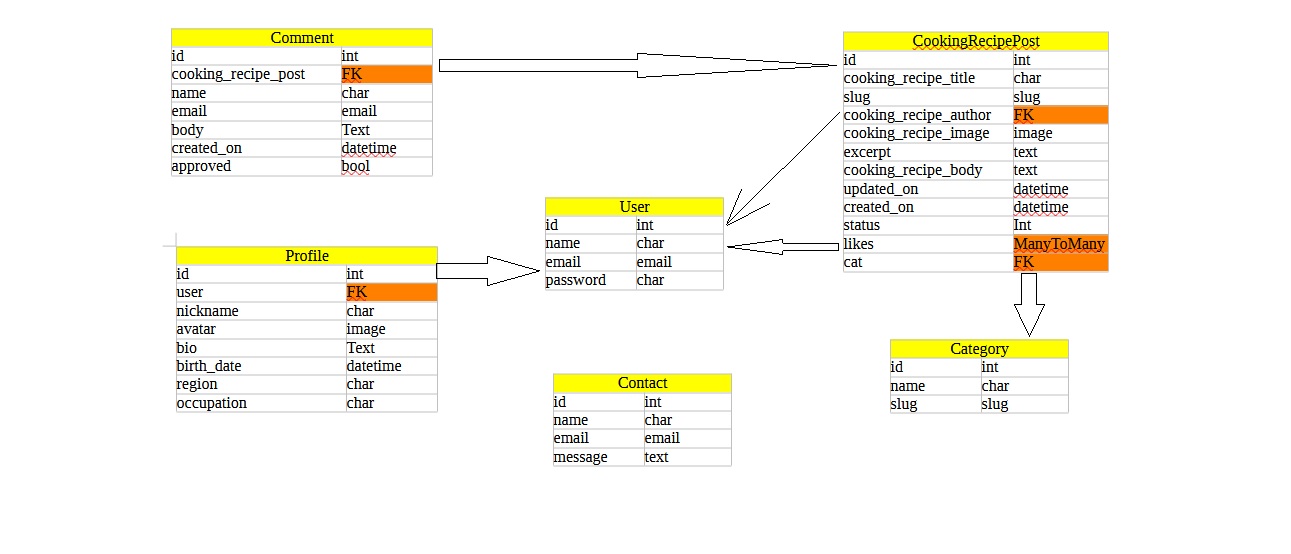 Comment
id int
cooking_recipe_post FK
name char
email email
body Text
created_on datetime
approved bool
CookingRecipePost
id int
cooking_recipe_title char
slug slug
cooking_recipe_author FK
cooking_recipe_image image
excerpt text
cooking_recipe_body text
updated_on datetime
created_on datetime
status Int
likes ManyToMany
cat FK
User
id int
name char
email email
password char
Profile
id int
user FK
nickname char
avatar image
bio Text
birth_date datetime
region char
occupation char
Category
id int
name char
slug slug
Contact
id int
name char
email email
message text